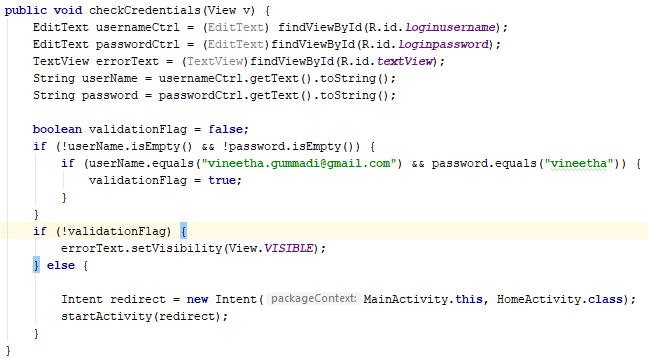 public void checkCredentials(View v) {
    EditText usernameCtrl = (EditText) findViewById(R.id.loginusername);
    EditText passwordCtrl = (EditText)findViewById(R.id.loginpassword);
    TextView errorText = (TextView)findViewById(R.id.textView);
    String userName = usernameCtrl.getText().toString();
    String password = passwordCtrl.getText().toString();

    boolean validationFlag = false;
    if (!userName.isEmpty() && !password.isEmpty()) {
        if (userName.equals("vineetha.gummadi@gmail.com") && password.equals("vineetha")) {
            validationFlag = true;
        }
    }
    if (!validationFlag) {
        errorText.setVisibility(View.VISIBLE);
    } else {

        Intent redirect = new Intent( packageContext: MainActivity.this, HomeActivity.class);
        startActivity(redirect);
    }
}